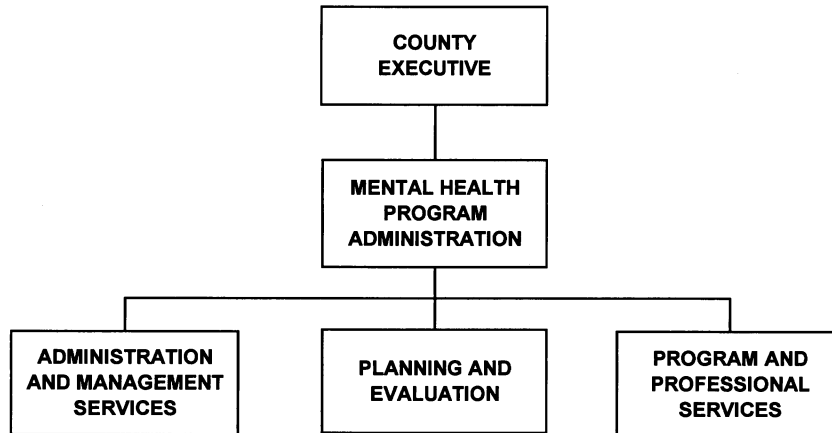 COUNTY
EXECUTIVE
MENTAL HEALTH
PROGRAM
ADMINISTRATION
ADMINISTRATION
AND MANAGEMENT
SERVICES
PLANNING AND
EVALUATION
PROGRAM AND
PROFESSIONAL
SERVICES